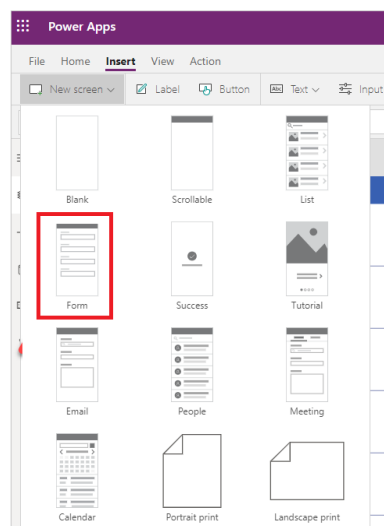 Power Apps
File Home Insert View Action
New screen Label Button Text Input
Blank Scrollable List
Form Success Tutorial
Email People Meeting
Calendar Portrait print Landscape print